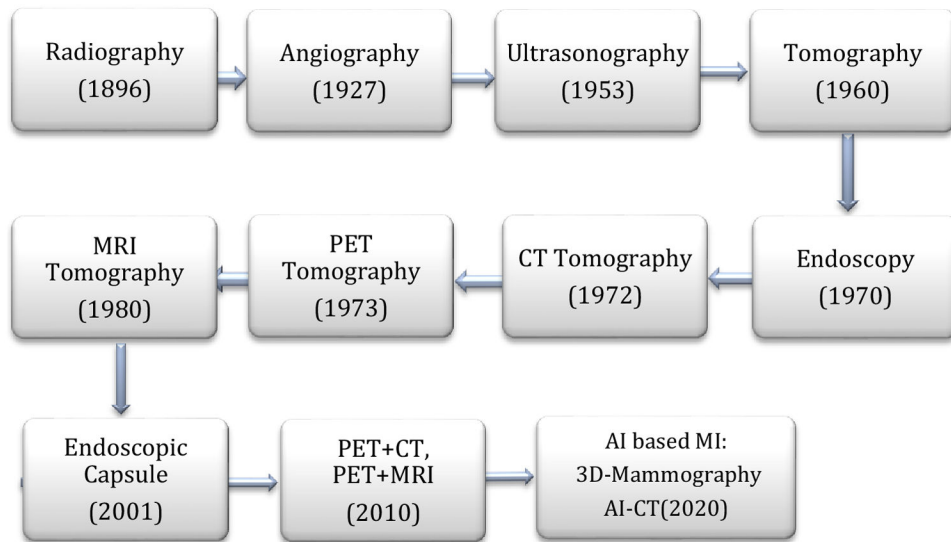 Radiography
(1896)
Angiography
(1927)
Ultrasonography
(1953)
Tomography
(1960)
Endoscopy
(1970)
CT Tomography
(1972)
PET
Tomography
(1973)
MRI
Tomography
(1980)
Endoscopic
Capsule
(2001)
PET+CT,
PET+MRI
(2010)
AI based MI:
3D-Mammography
AI-CT(2020)